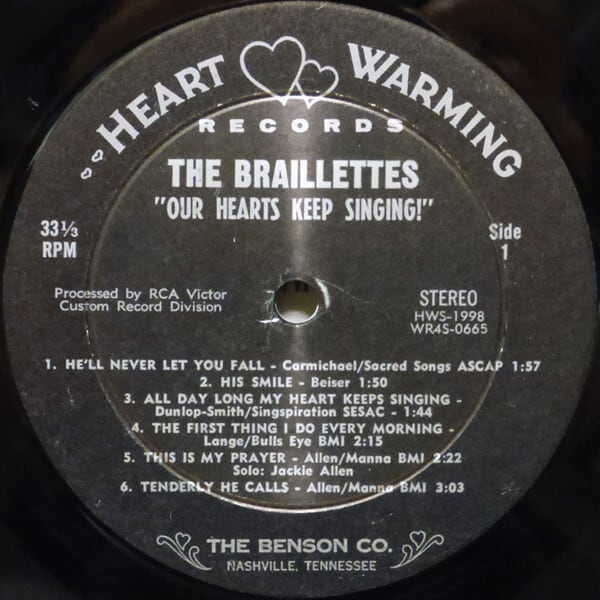 HEART WARMING
RECORDS
THE BRAILLETTES
"OUR HEARTS KEEP SINGING!"
33 1/3
RPM
Side
1
Processed by RCA Victor
Custom Record Division
STEREO
HWS-1998
WR4S-0665
1. HE'LL NEVER LET YOU FALL - Carmichael/Sacred Songs ASCAP 1:57
2. HIS SMILE - Beiser 1:50
3. ALL DAY LONG MY HEART KEEPS SINGING -
Dunlop-Smith/Singspiration SESAC - 1:44
4. THE FIRST THING I DO EVERY MORNING -
Lange/Bulls Eye BMI 2:15
5. THIS IS MY PRAYER - Allen/Manna BMI 2:22
Solo: Jackie Allen
6. TENDERLY HE CALLS - Allen/Manna BMI 3:03
THE BENSON CO.
NASHVILLE, TENNESSEE